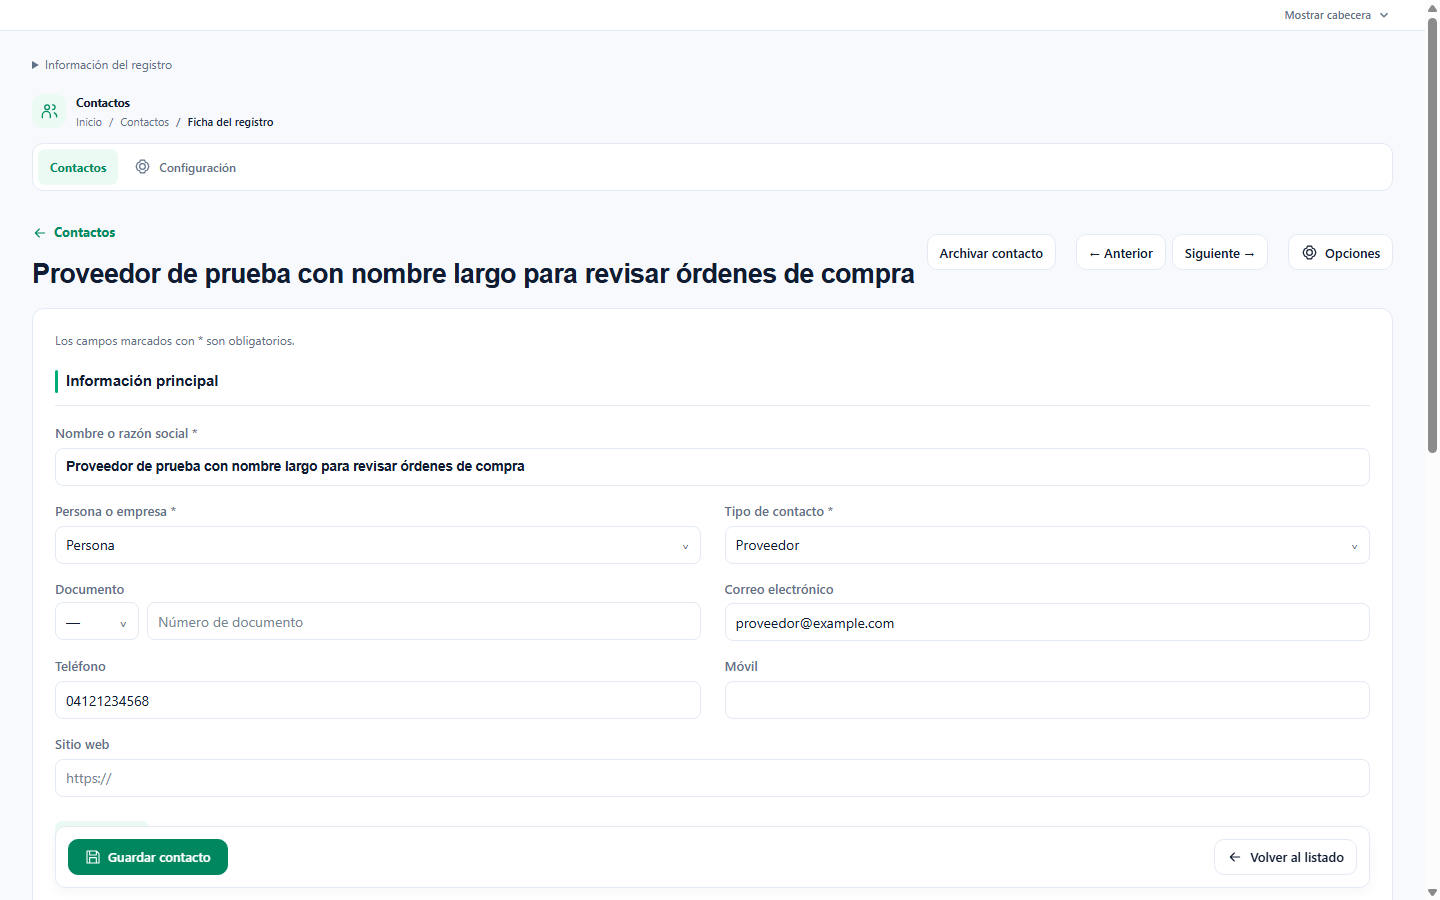 Mostrar cabecera
Información del registro
Contactos
Inicio / Contactos / Ficha del registro
Contactos Configuración
← Contactos
Proveedor de prueba con nombre largo para revisar órdenes de compra
Archivar contacto ← Anterior Siguiente → Opciones
Los campos marcados con * son obligatorios.
Información principal
Nombre o razón social *
Proveedor de prueba con nombre largo para revisar órdenes de compra
Persona o empresa * Tipo de contacto *
Persona Proveedor
Documento Correo electrónico
— Número de documento proveedor@example.com
Teléfono Móvil
04121234568
Sitio web
https://
Guardar contacto ← Volver al listado